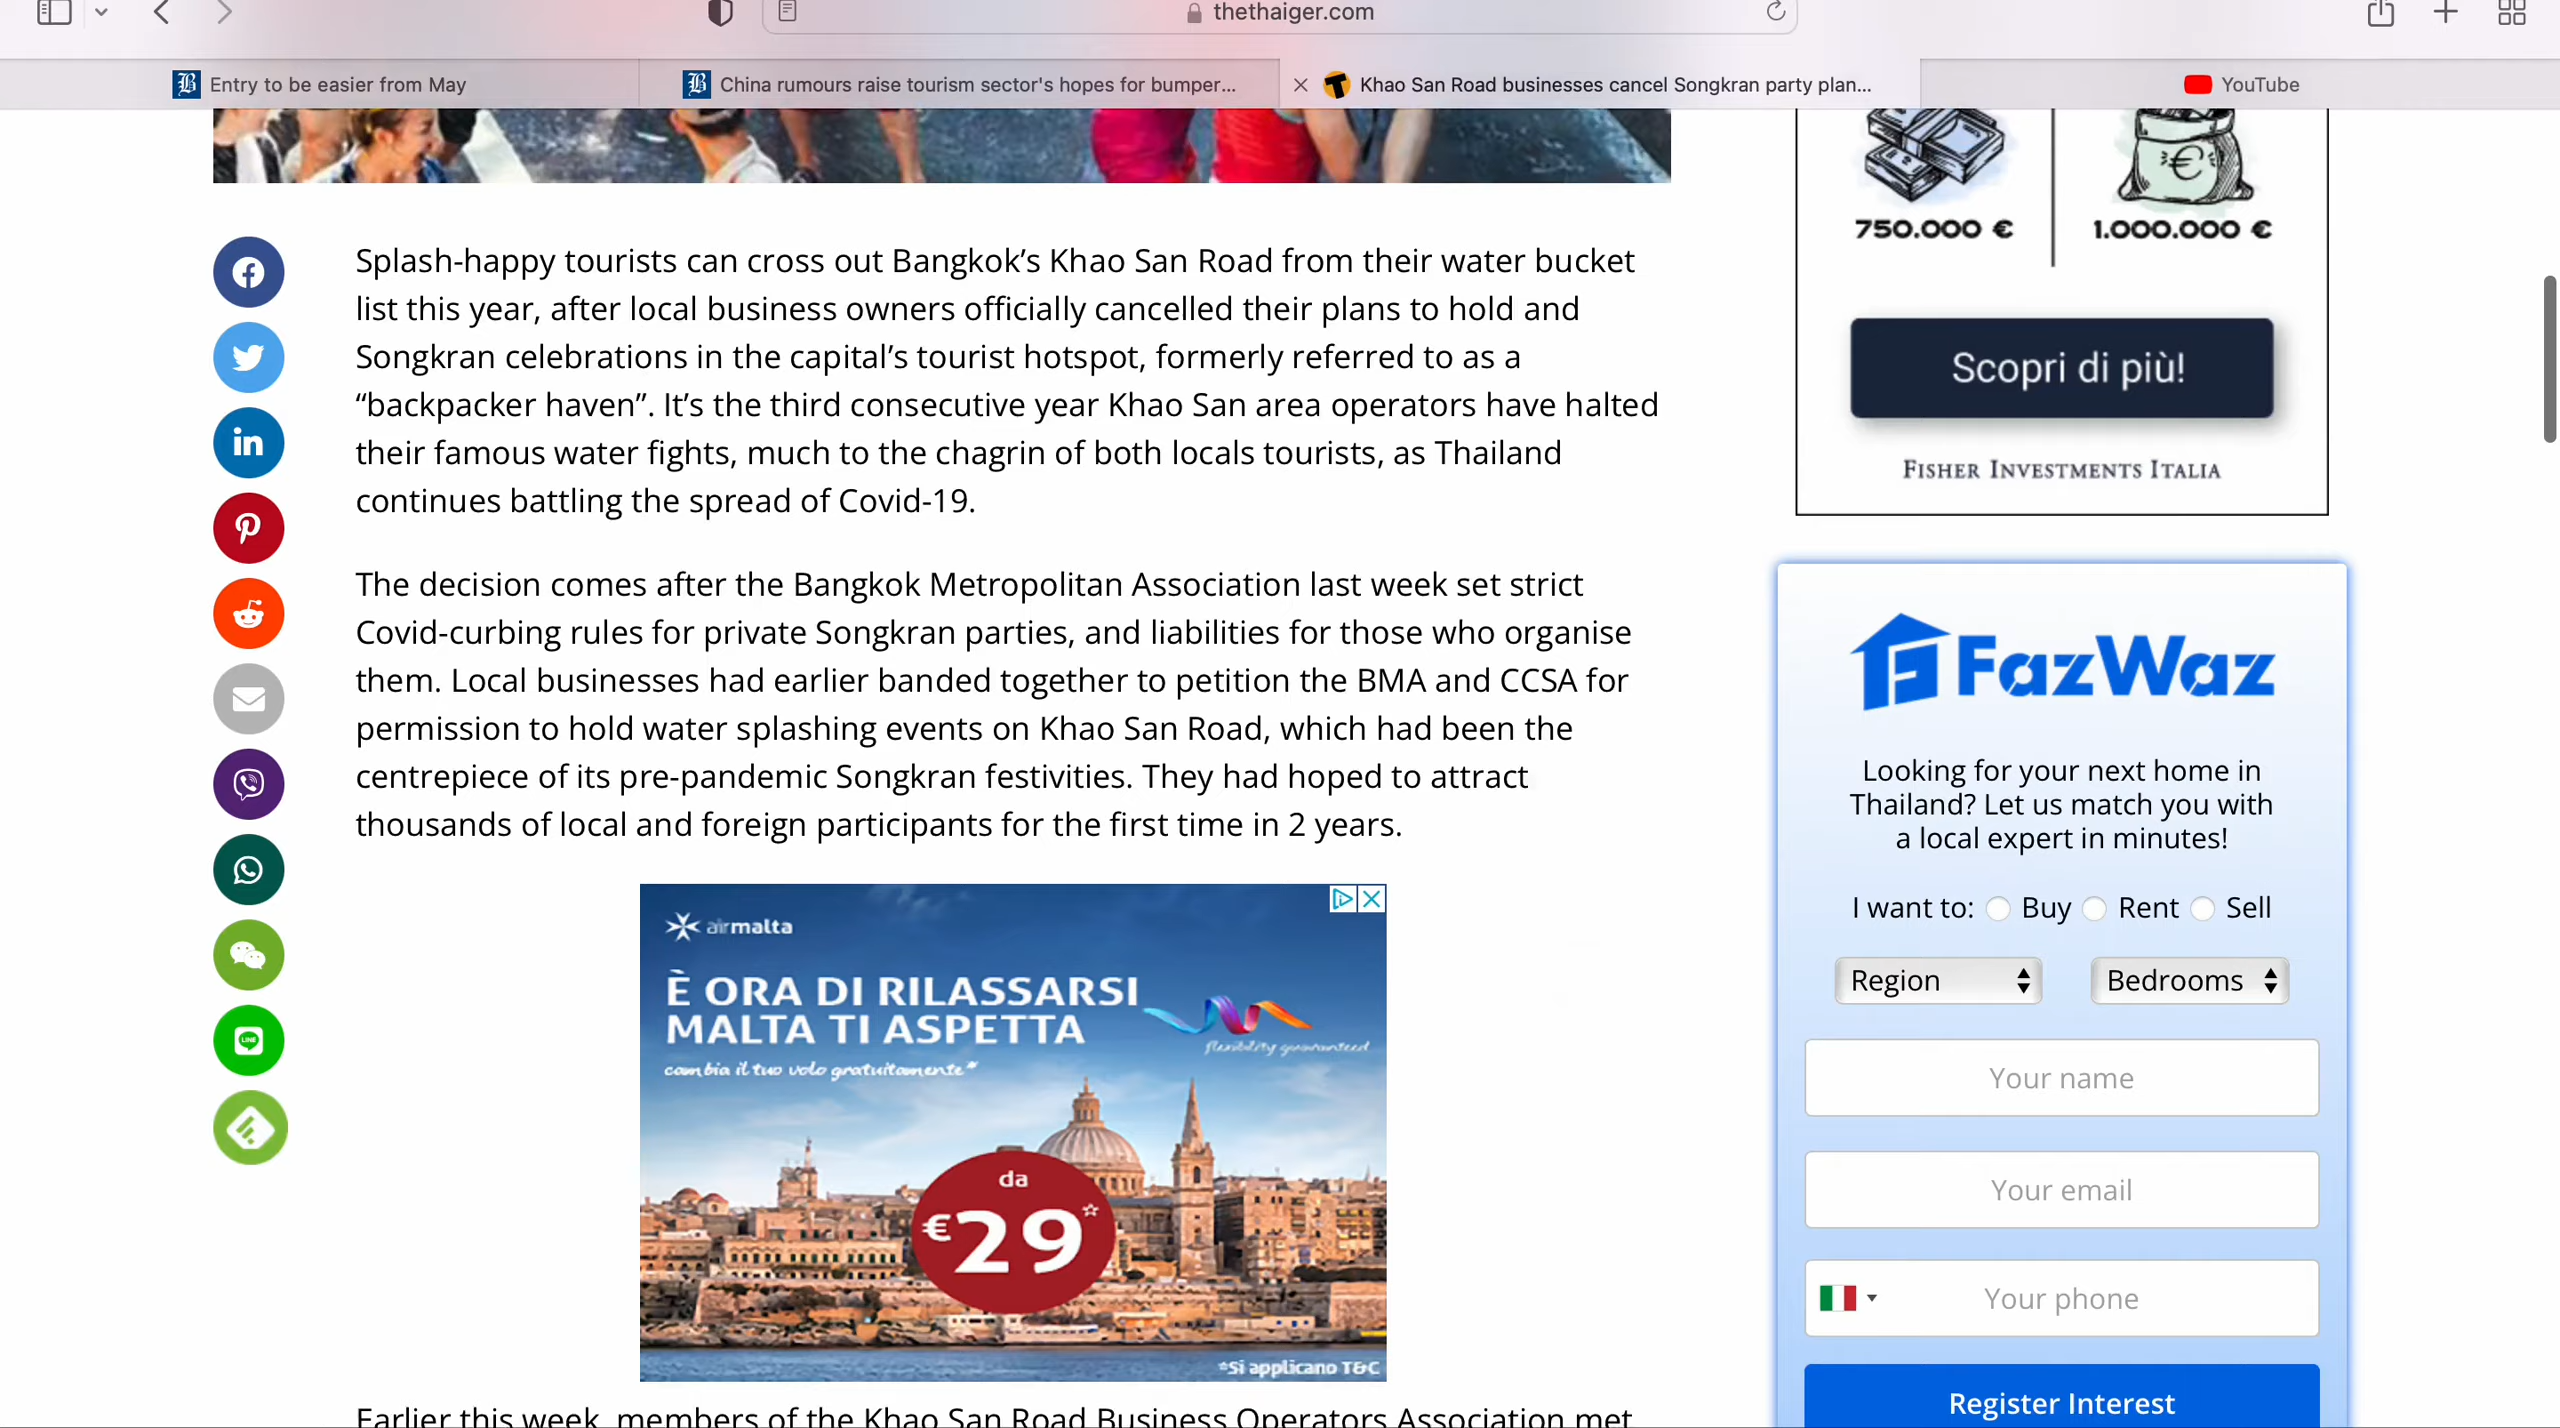 thethaiger.com
Entry to be easier from May
China rumours raise tourism sector's hopes for bumper...
Khao San Road businesses cancel Songkran party plan...
YouTube
750.000 €
1.000.000 €
Scopri di più!
FISHER INVESTMENTS ITALIA
Splash-happy tourists can cross out Bangkok’s Khao San Road from their water bucket
list this year, after local business owners officially cancelled their plans to hold and
Songkran celebrations in the capital’s tourist hotspot, formerly referred to as a
“backpacker haven”. It’s the third consecutive year Khao San area operators have halted
their famous water fights, much to the chagrin of both locals tourists, as Thailand
continues battling the spread of Covid-19.
The decision comes after the Bangkok Metropolitan Association last week set strict
Covid-curbing rules for private Songkran parties, and liabilities for those who organise
them. Local businesses had earlier banded together to petition the BMA and CCSA for
permission to hold water splashing events on Khao San Road, which had been the
centrepiece of its pre-pandemic Songkran festivities. They had hoped to attract
thousands of local and foreign participants for the first time in 2 years.
airmalta
È ORA DI RILASSARSI
MALTA TI ASPETTA
flexibility guaranteed
cambia il tuo volo gratuitamente*
da
€29*
*Si applicano T&C
Earlier this week, members of the Khao San Road Business Operators Association met
LINE
FazWaz
Looking for your next home in
Thailand? Let us match you with
a local expert in minutes!
I want to: Buy Rent Sell
Region Bedrooms
Your name
Your email
Your phone
Register Interest